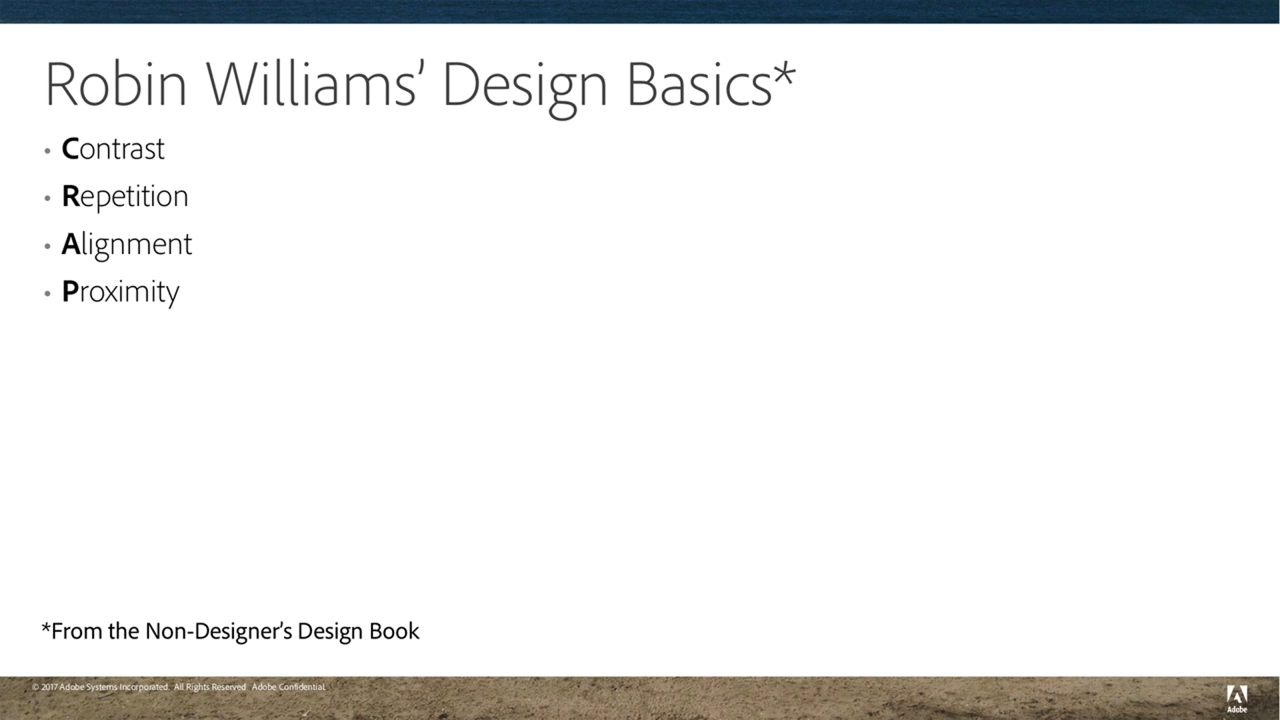 Robin Williams’ Design Basics*
• Contrast
• Repetition
• Alignment
• Proximity
*From the Non-Designer’s Design Book
© 2017 Adobe Systems Incorporated. All Rights Reserved. Adobe Confidential.
Adobe